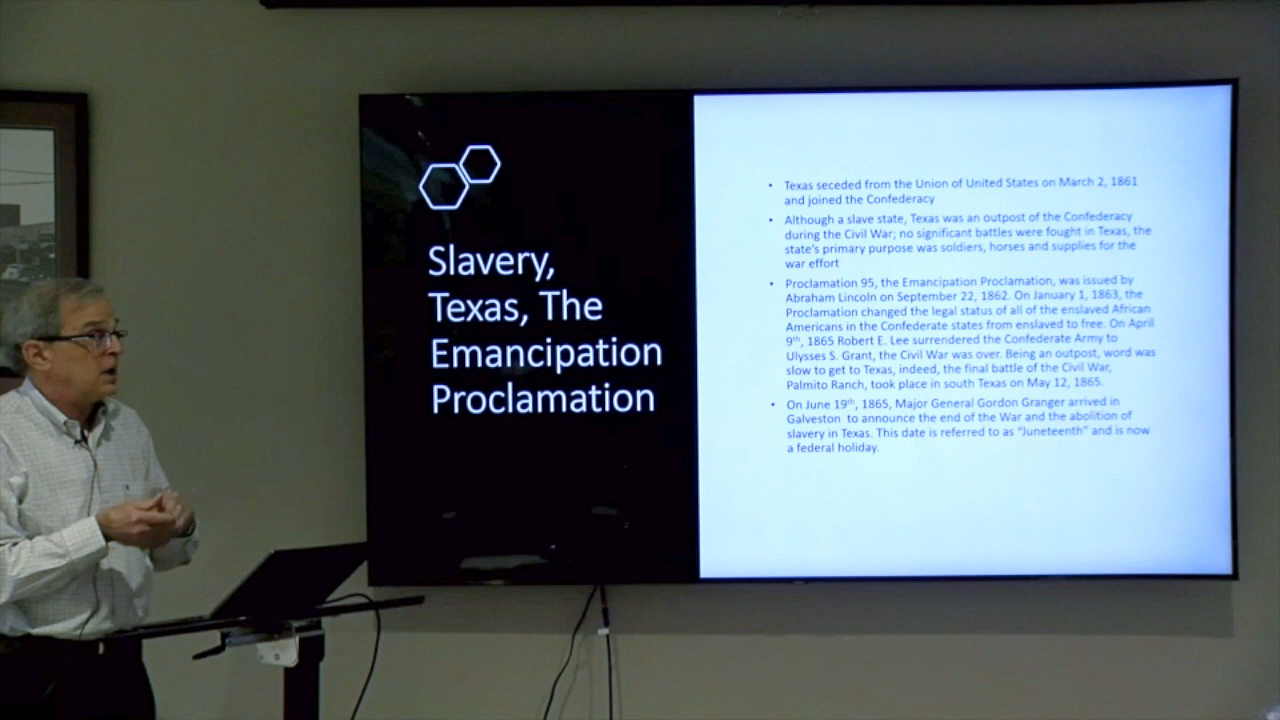 Slavery,
Texas, The
Emancipation
Proclamation
• Texas seceded from the Union of United States on March 2, 1861
and joined the Confederacy
• Although a slave state, Texas was an outpost of the Confederacy
during the Civil War; no significant battles were fought in Texas, the
state's primary purpose was soldiers, horses and supplies for the
war effort
• Proclamation 95, the Emancipation Proclamation, was issued by
Abraham Lincoln on September 22, 1862. On January 1, 1863, the
Proclamation changed the legal status of all of the enslaved African
Americans in the Confederate states from enslaved to free. On April
9th, 1865 Robert E. Lee surrendered the Confederate Army to
Ulysses S. Grant, the Civil War was over. Being an outpost, word was
slow to get to Texas, indeed, the final battle of the Civil War,
Palmito Ranch, took place in south Texas on May 12, 1865.
• On June 19th, 1865, Major General Gordon Granger arrived in
Galveston to announce the end of the War and the abolition of
slavery in Texas. This date is referred to as “Juneteenth” and is now
a federal holiday.